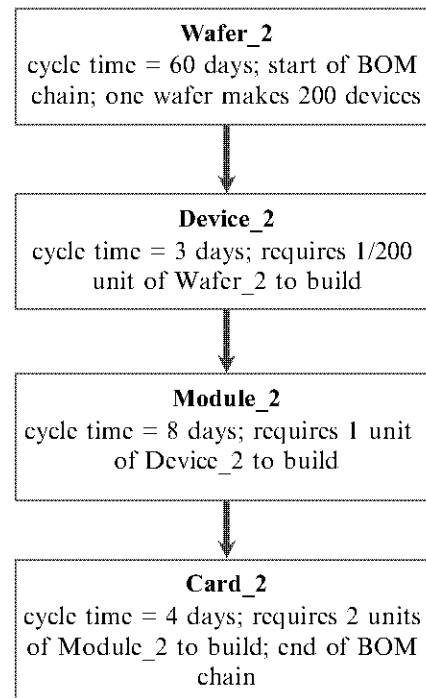 Wafer_2
cycle time = 60 days; start of BOM
chain; one wafer makes 200 devices
Device_2
cycle time = 3 days; requires 1/200
unit of Wafer_2 to build
Module_2
cycle time = 8 days; requires 1 unit
of Device_2 to build
Card_2
cycle time = 4 days; requires 2 units
of Module_2 to build; end of BOM
chain